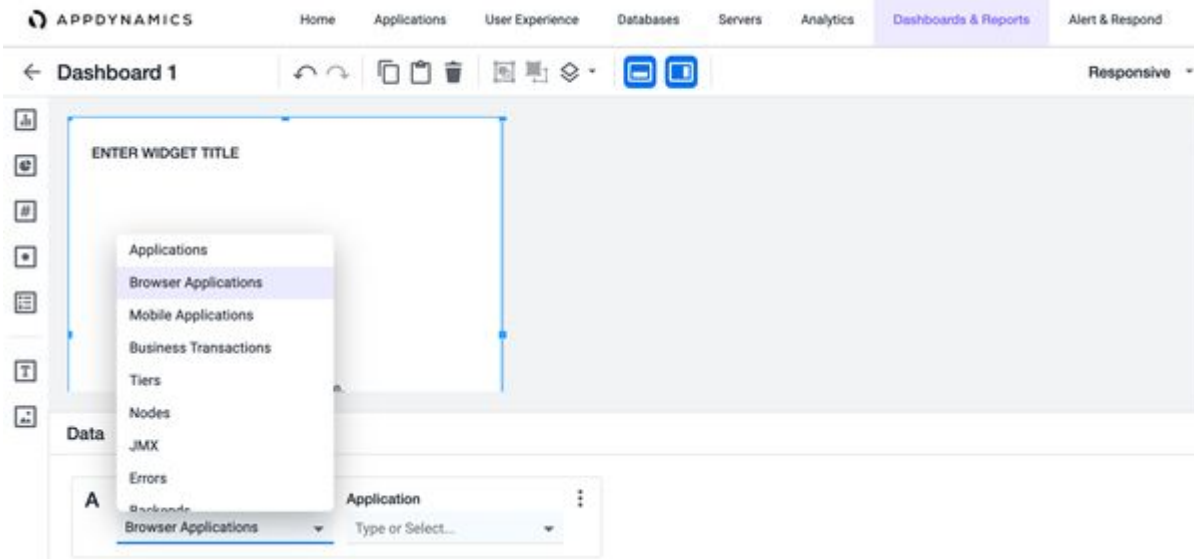 APPDYNAMICS Home Applications User Experience Databases Servers Analytics Dashboards & Reports Alert & Respond
Dashboard 1 Responsive
ENTER WIDGET TITLE
Applications
Browser Applications
Mobile Applications
Business Transactions
Tiers
Nodes
JMX
Errors
Backends
Data
A Application
Browser Applications Type or Select...